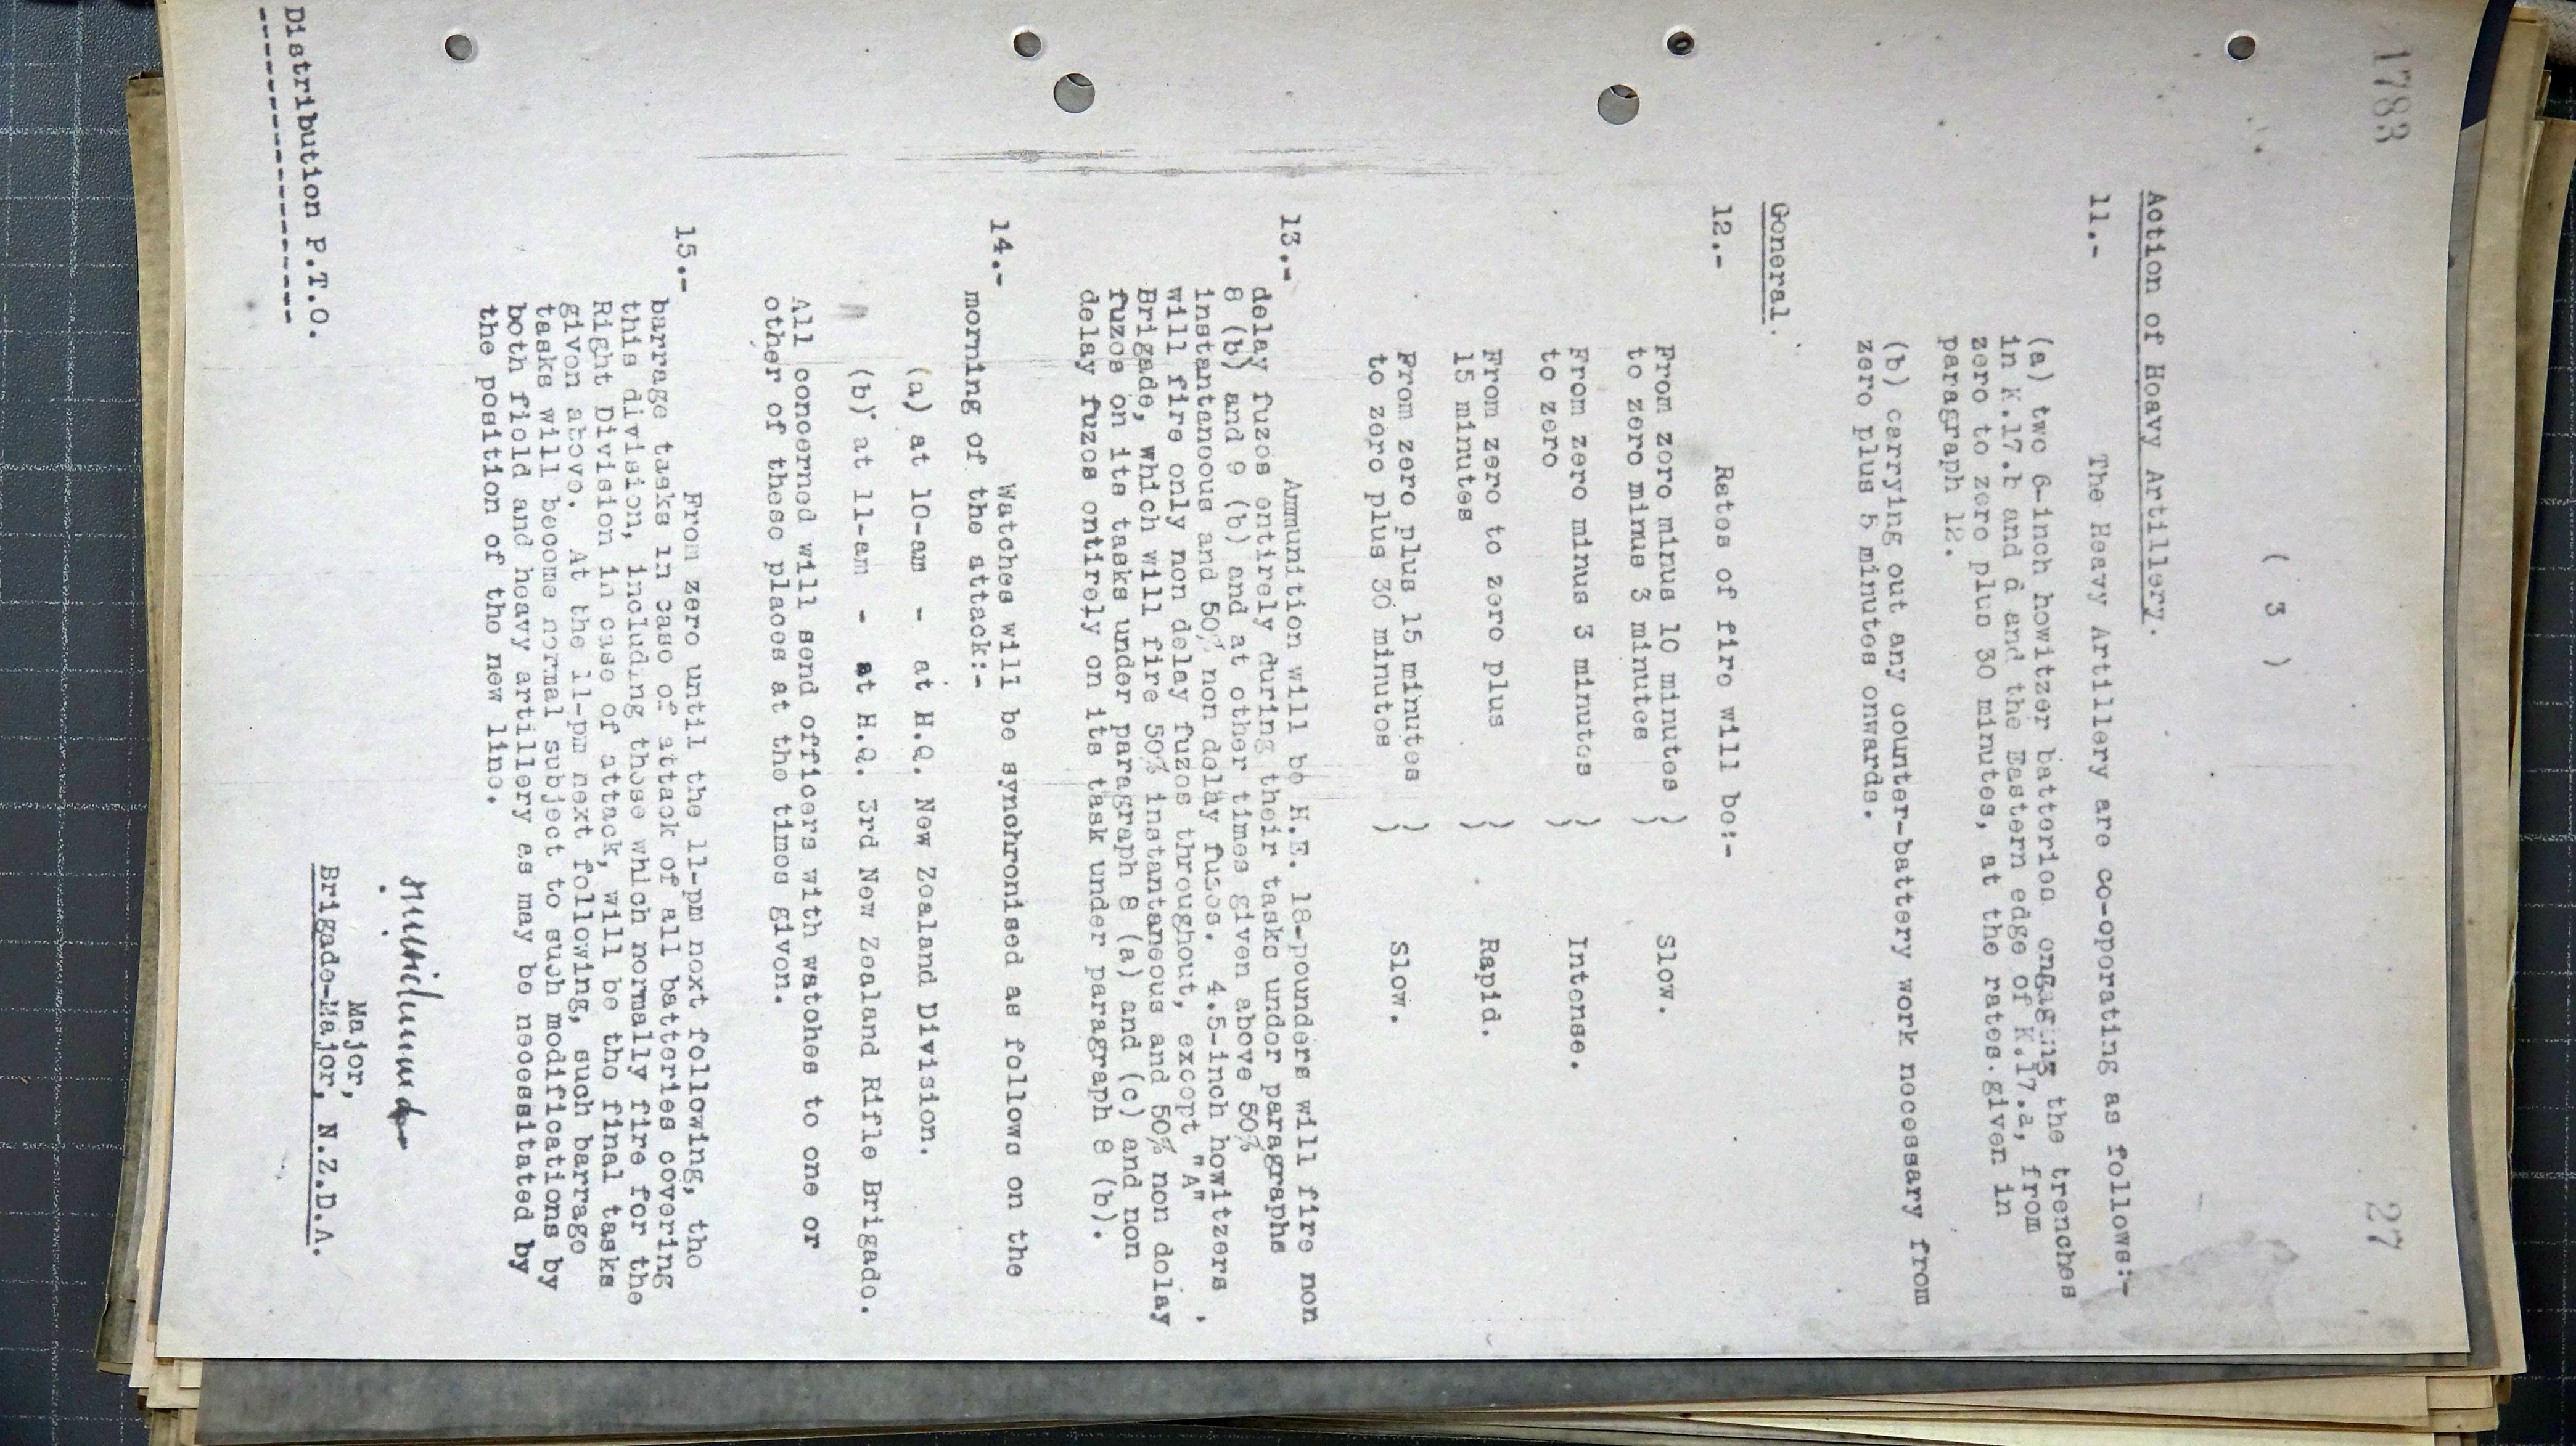 1783
27
( 3 )
Action of Heavy Artillery.
11.- The Heavy Artillery are co-operating as follows:-
(a) two 6-inch howitzer batteries engaging the trenches
in K.17.b and d and the Eastern edge of K.17.a, from
zero to zero plus 30 minutes, at the rates given in
paragraph 12.
(b) carrying out any counter-battery work necessary from
zero plus 5 minutes onwards.
General.
12.- Rates of fire will be:-
From zero minus 10 minutes )
to zero minus 3 minutes ) Slow.
From zero minus 3 minutes )
to zero ) Intense.
From zero to zero plus )
15 minutes ) Rapid.
From zero plus 15 minutes )
to zero plus 30 minutes ) Slow.
13.- Ammunition will be H.E. 18-pounders will fire non
delay fuzes entirely during their tasks under paragraphs
8 (b) and 9 (b) and at other times given above 50%
instantaneous and 50% non delay fuzes. 4.5-inch howitzers ,
will fire only non delay fuzes throughout, except "A"
Brigade, which will fire 50% instantaneous and 50% non delay
fuzes on its tasks under paragraph 8 (a) and (c) and non
delay fuzes entirely on its task under paragraph 8 (b).
14.- Watches will be synchronised as follows on the
morning of the attack:-
(a) at 10-am - at H.Q. New Zealand Division.
(b) at 11-am - at H.Q. 3rd New Zealand Rifle Brigade.
All concerned will send officers with watches to one or
other of these places at the times given.
15.- From zero until the 11-pm next following, the
barrage tasks in case of attack of all batteries covering
this division, including those which normally fire for the
Right Division in case of attack, will be the final tasks
given above. At the 11-pm next following, such barrage
tasks will become normal subject to such modifications by
both field and heavy artillery as may be necessitated by
the position of the new line.
Major,
Brigade-Major, N.Z.D.A.
Distribution P.T.O.